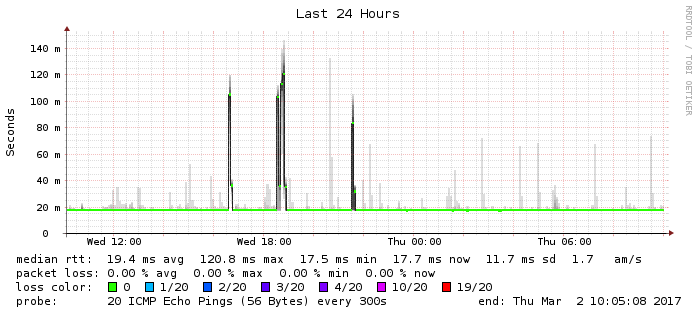 Last 24 Hours
RRDTOOL / TOBI OETIKER
Seconds
140 m
120 m
100 m
80 m
60 m
40 m
20 m
0
Wed 12:00 Wed 18:00 Thu 00:00 Thu 06:00
median rtt: 19.4 ms avg 120.8 ms max 17.5 ms min 17.7 ms now 11.7 ms sd 1.7 am/s
packet loss: 0.00 % avg 0.00 % max 0.00 % min 0.00 % now
loss color: 0 1/20 2/20 3/20 4/20 10/20 19/20
probe: 20 ICMP Echo Pings (56 Bytes) every 300s end: Thu Mar 2 10:05:08 2017